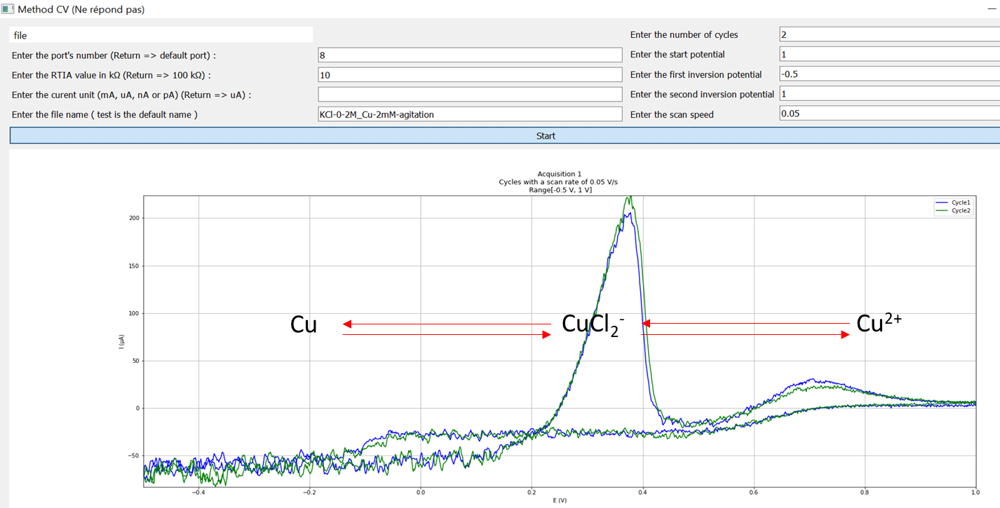 Method CV (Ne répond pas)
file
Enter the port's number (Return => default port) :
8
Enter the RTIA value in kΩ (Return => 100 kΩ) :
10
Enter the curent unit (mA, uA, nA or pA) (Return => uA) :
Enter the file name ( test is the default name )
KCl-0-2M_Cu-2mM-agitation
Enter the number of cycles
2
Enter the start potential
1
Enter the first inversion potential
-0.5
Enter the second inversion potential
1
Enter the scan speed
0.05
Start
Acquisition 1
Cycles with a scan rate of 0.05 V/s
Range[-0.5 V, 1 V]
Cycle1
Cycle2
200
150
100
50
0
−50
I (µA)
Cu
CuCl₂⁻
Cu²⁺
−0.4
−0.2
0.0
0.2
0.4
0.6
0.8
1.0
E (V)